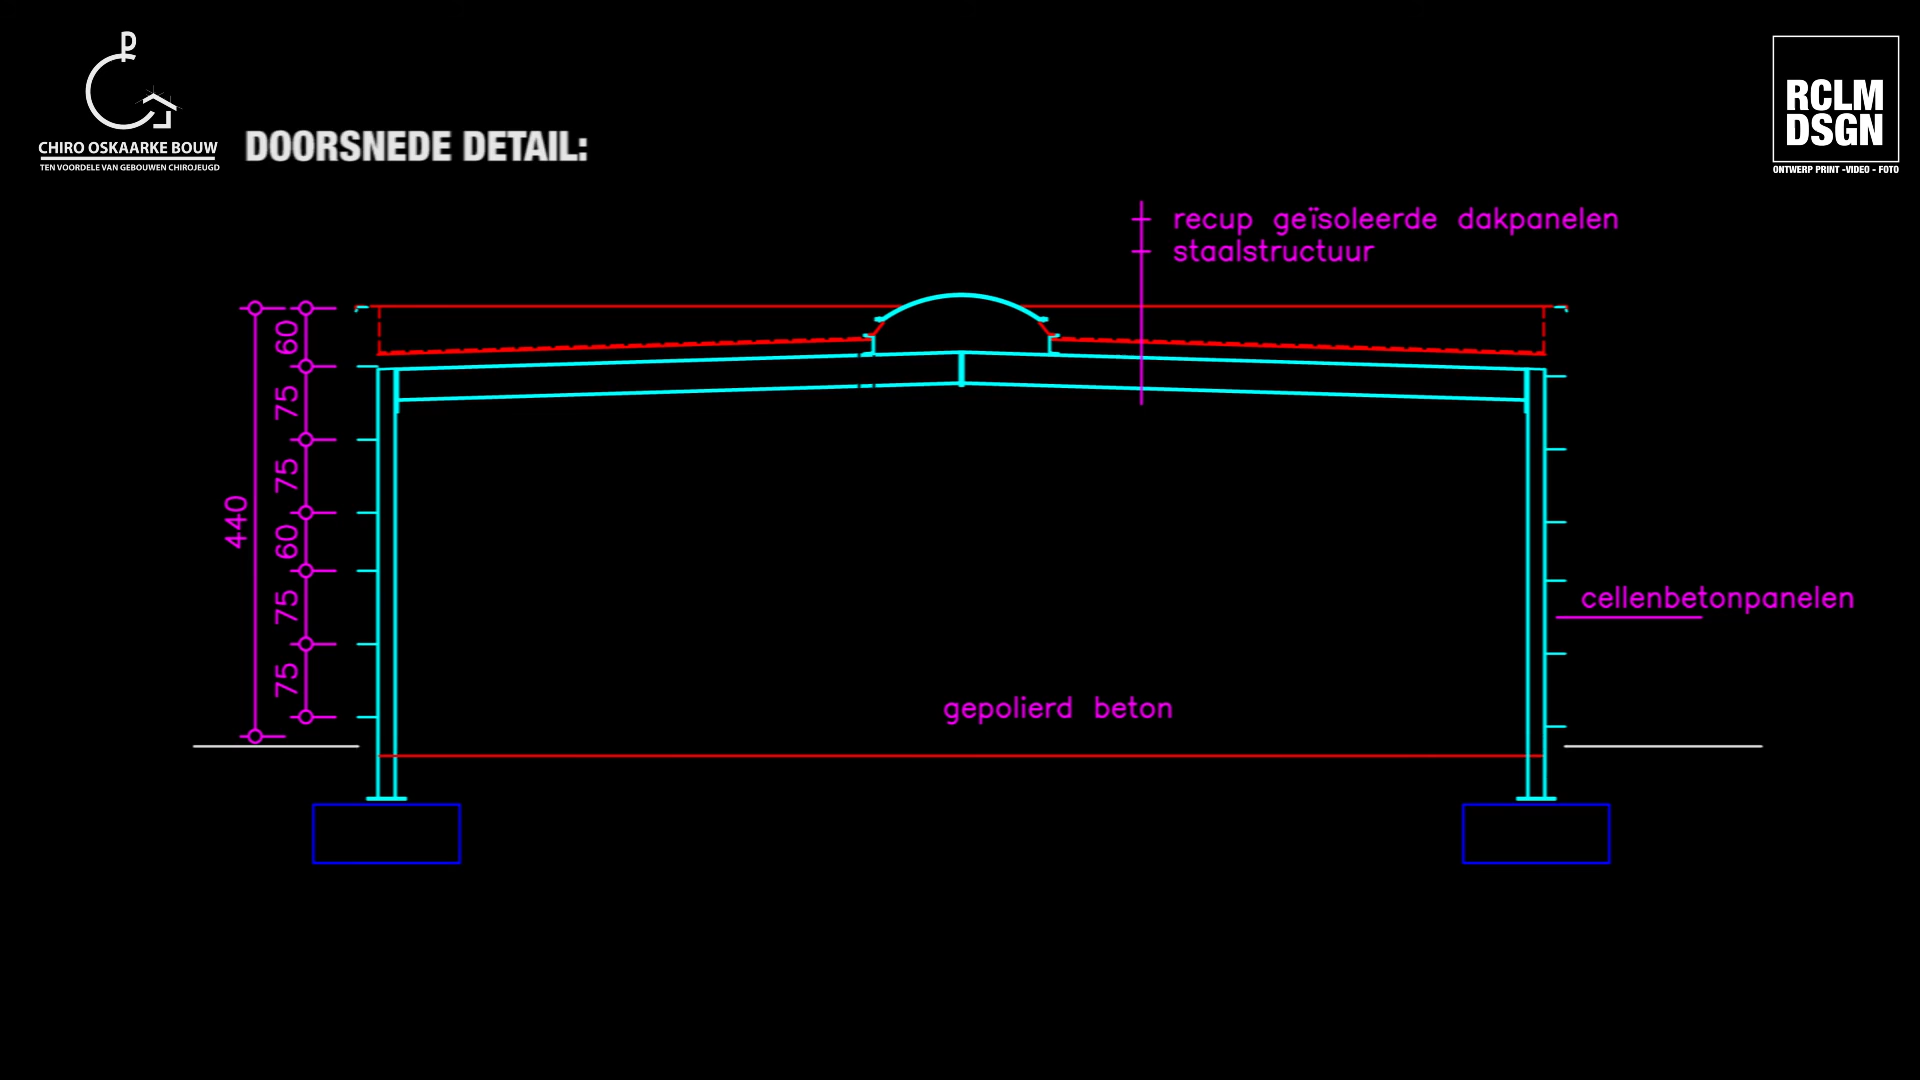 CHIRO OSKAARKE BOUW
TEN VOORDELE VAN GEBOUWEN CHIROJEUGD
DOORSNEDE DETAIL:
RCLM
DSGN
ONTWERP PRINT -VIDEO - FOTO
recup geïsoleerde dakpanelen
staalstructuur
60
75
75
440
60
75
75
cellenbetonpanelen
gepolierd beton